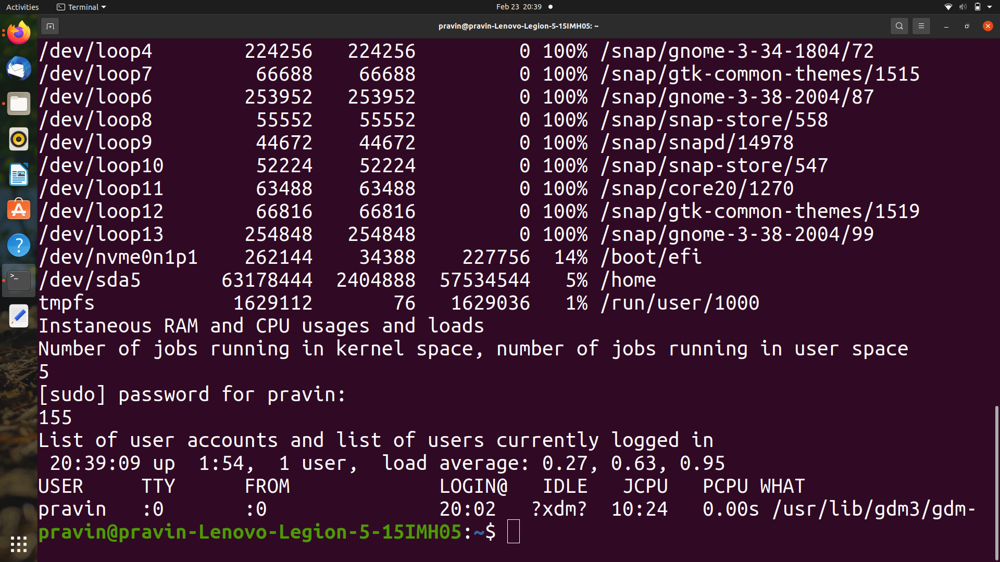 Activities Terminal Feb 23 20:39
pravin@pravin-Lenovo-Legion-5-15IMH05: ~
/dev/loop4 224256 224256 0 100% /snap/gnome-3-34-1804/72
/dev/loop7 66688 66688 0 100% /snap/gtk-common-themes/1515
/dev/loop6 253952 253952 0 100% /snap/gnome-3-38-2004/87
/dev/loop8 55552 55552 0 100% /snap/snap-store/558
/dev/loop9 44672 44672 0 100% /snap/snapd/14978
/dev/loop10 52224 52224 0 100% /snap/snap-store/547
/dev/loop11 63488 63488 0 100% /snap/core20/1270
/dev/loop12 66816 66816 0 100% /snap/gtk-common-themes/1519
/dev/loop13 254848 254848 0 100% /snap/gnome-3-38-2004/99
/dev/nvme0n1p1 262144 34388 227756 14% /boot/efi
/dev/sda5 63178444 2404888 57534544 5% /home
tmpfs 1629112 76 1629036 1% /run/user/1000
Instaneous RAM and CPU usages and loads
Number of jobs running in kernel space, number of jobs running in user space
5
[sudo] password for pravin:
155
List of user accounts and list of users currently logged in
20:39:09 up 1:54, 1 user, load average: 0.27, 0.63, 0.95
USER TTY FROM LOGIN@ IDLE JCPU PCPU WHAT
pravin :0 :0 20:02 ?xdm? 10:24 0.00s /usr/lib/gdm3/gdm-
pravin@pravin-Lenovo-Legion-5-15IMH05:~$